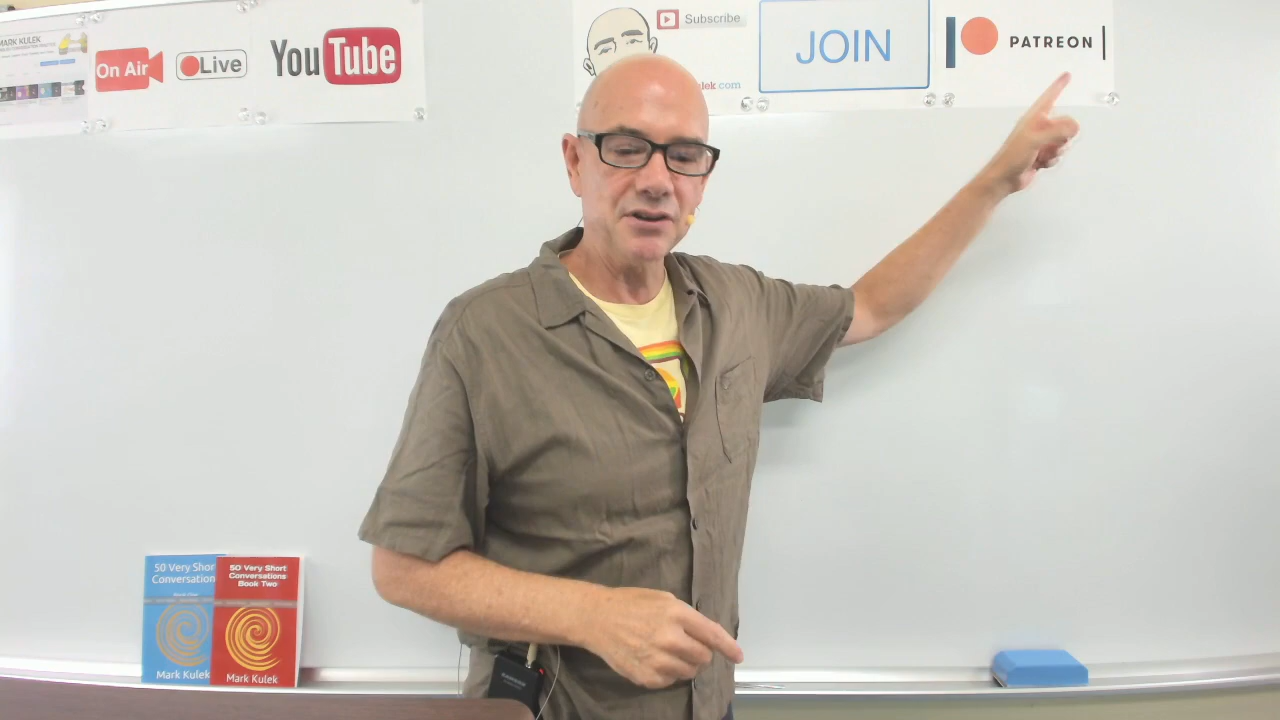 MARK KULEK
On Air
Live
YouTube
Subscribe
lek.com
JOIN
PATREON
50 Very Shor
Conversation
Mark Kulek
50 Very Short
Conversations
Book Two
Mark Kulek